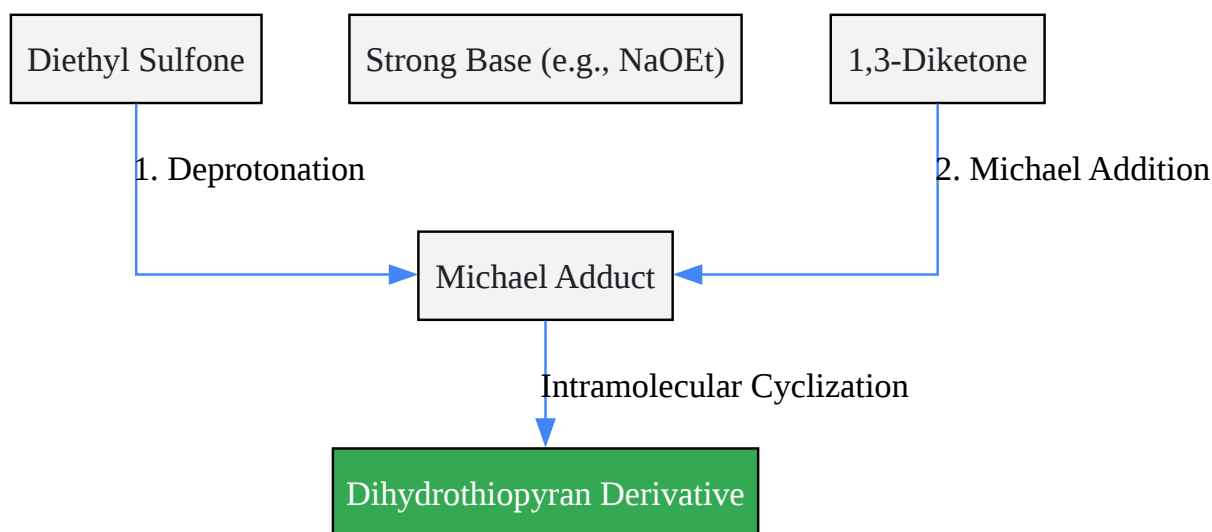 Diethyl Sulfone
Strong Base (e.g., NaOEt)
1,3-Diketone
1. Deprotonation
2. Michael Addition
Michael Adduct
Intramolecular Cyclization
Dihydrothiopyran Derivative